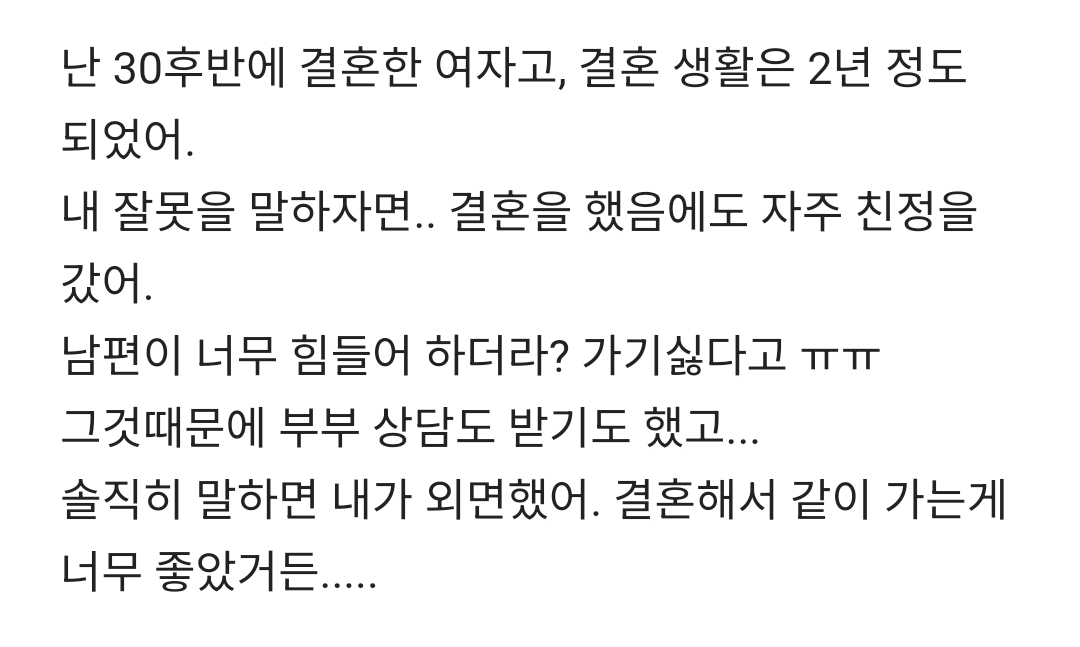 난 30후반에 결혼한 여자고, 결혼 생활은 2년 정도
되었어.
내 잘못을 말하자면.. 결혼을 했음에도 자주 친정을
갔어.
남편이 너무 힘들어 하더라? 가기싫다고 ㅠㅠ
그것때문에 부부 상담도 받기도 했고...
솔직히 말하면 내가 외면했어. 결혼해서 같이 가는게
너무 좋았거든.....